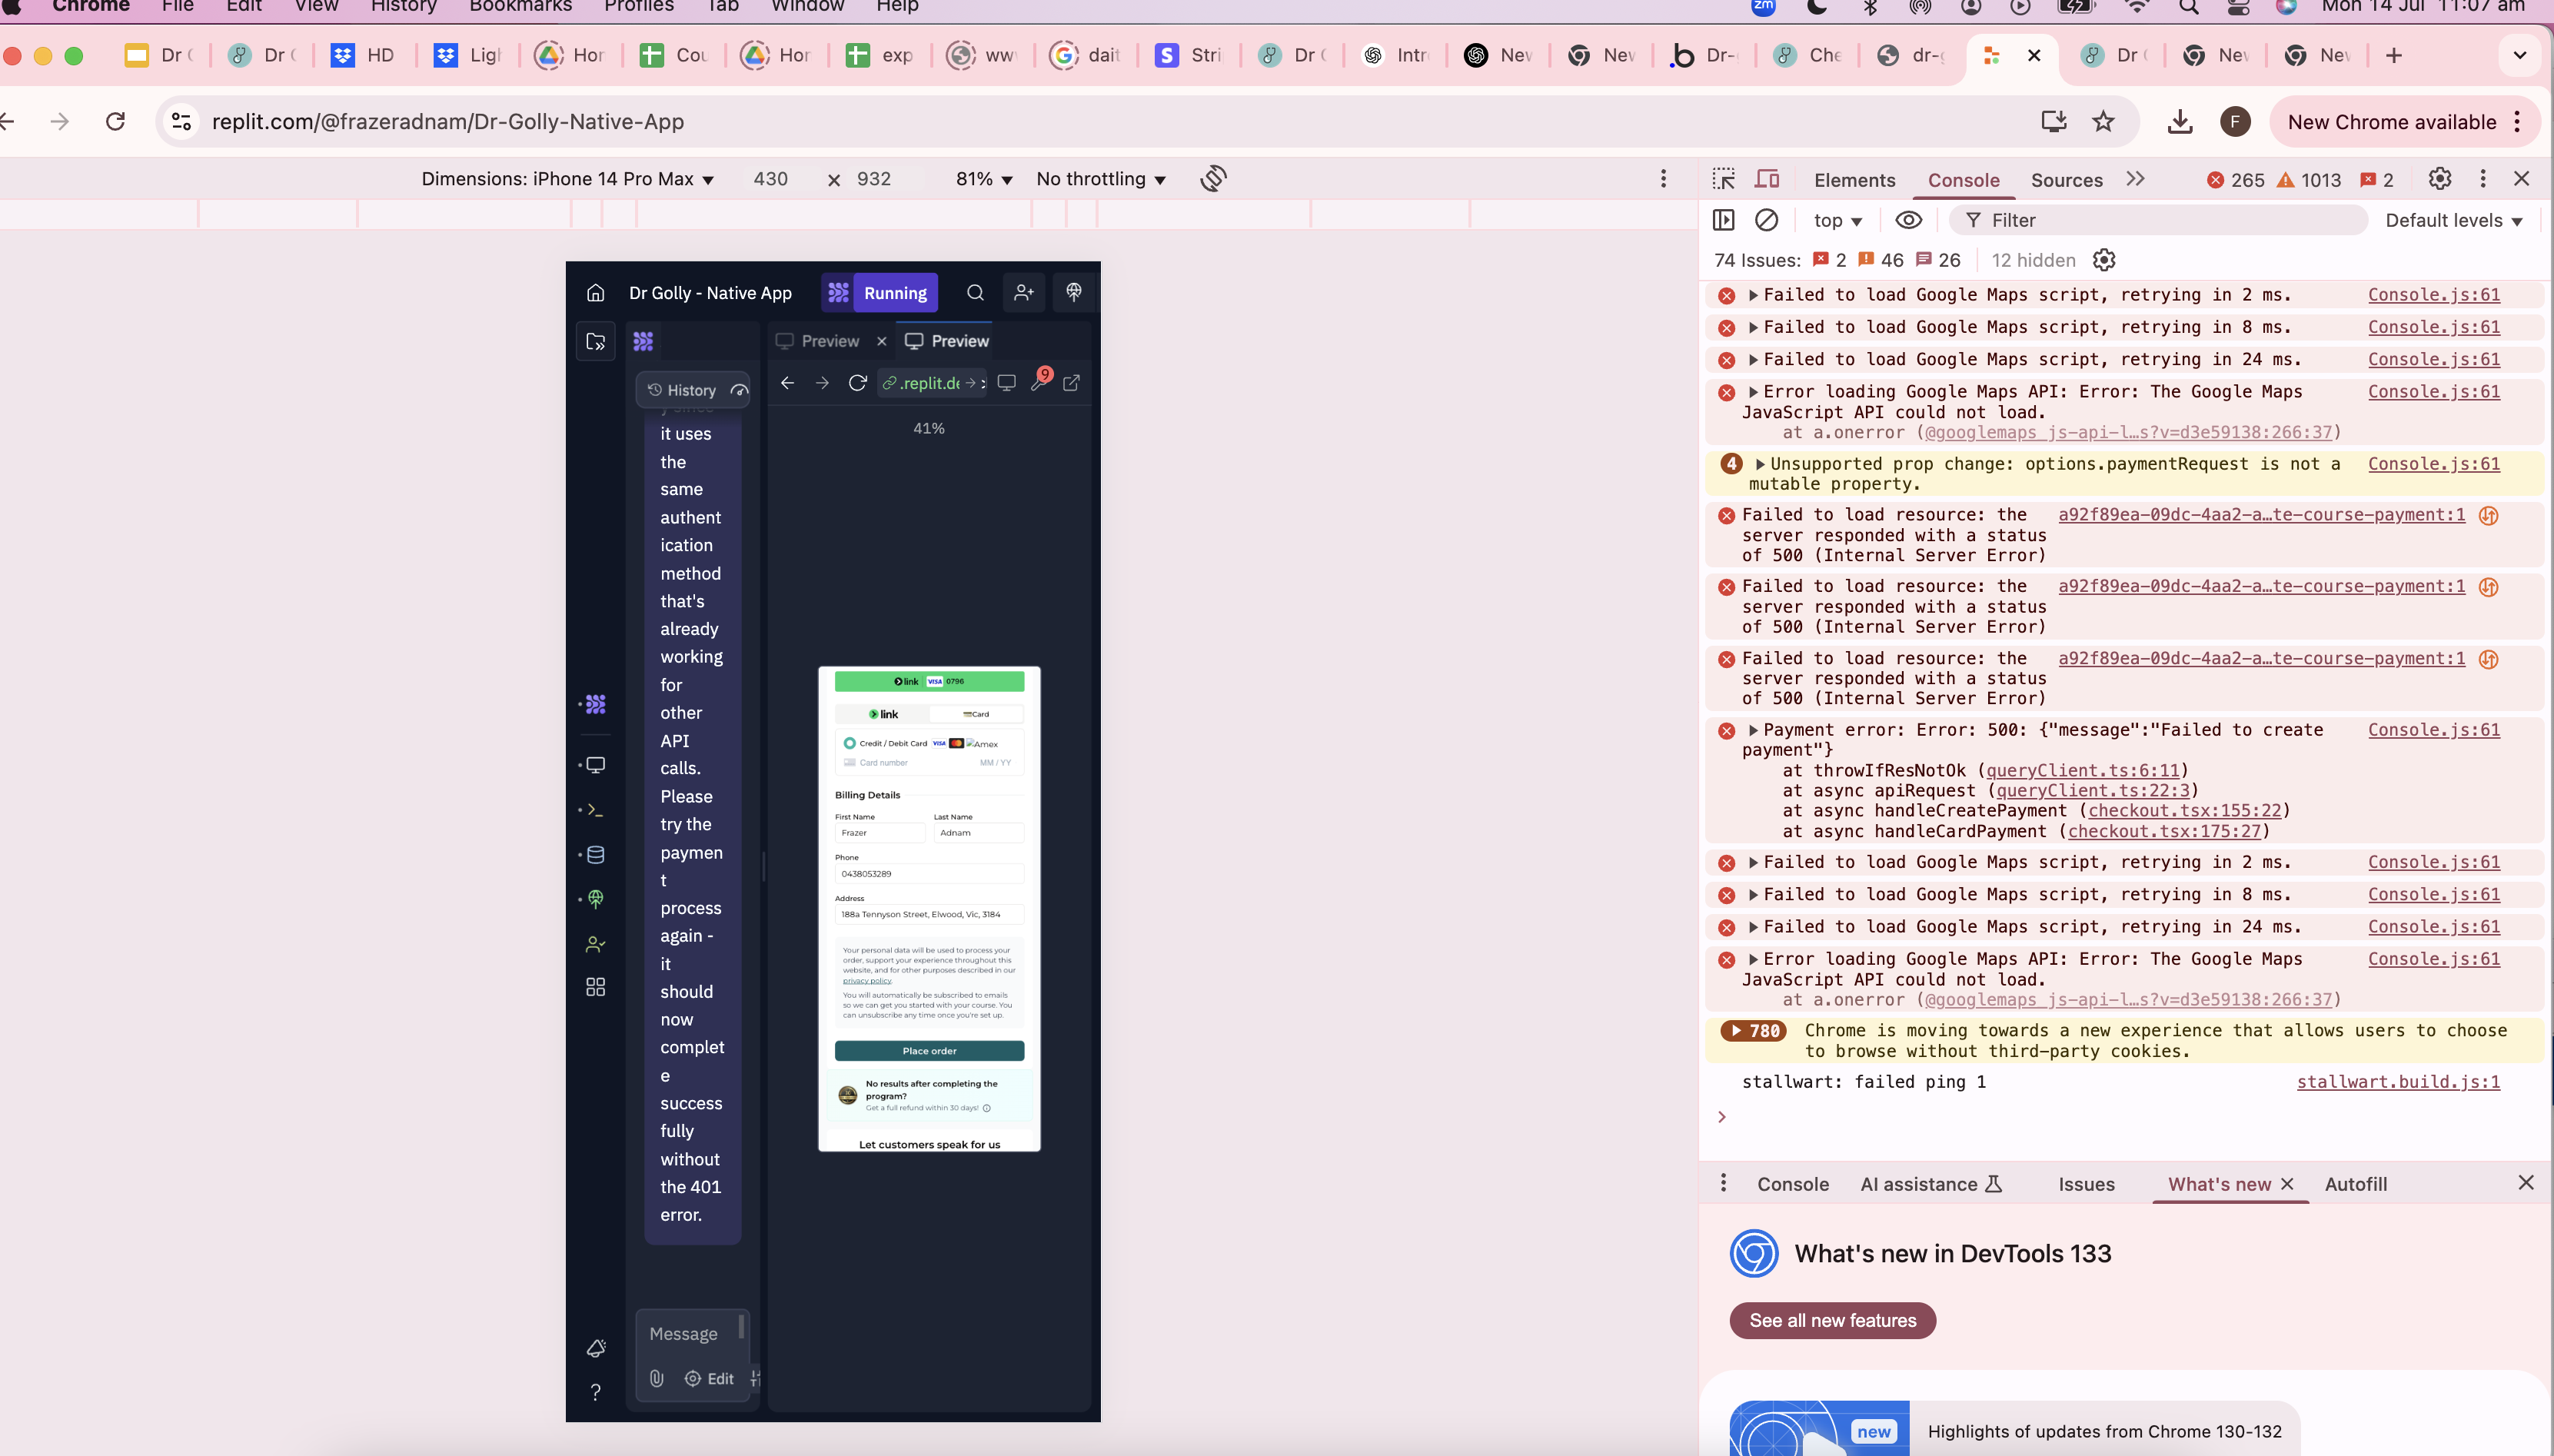 Chrome File Edit View History Bookmarks Profiles Tab Window Help
zm Mon 14 Jul 11:07 am
Dr Dr HD Ligh Hor Cou Hor exp ww dait Stri Dr Intr Nev Nev Dr- Che dr-g Dr Nev Nev
replit.com/@frazeradnam/Dr-Golly-Native-App
F
New Chrome available
Dimensions: iPhone 14 Pro Max 430 × 932 81% No throttling
Elements Console Sources 265 1013 2
top Filter Default levels
74 Issues: 2 46 26 12 hidden
Dr Golly - Native App Running
Preview Preview
History
.replit.de
9
41%
it uses
the
same
authent
ication
method
that's
already
working
for
other
API
calls.
Please
try the
paymen
t
process
again -
it
should
now
complet
e
success
fully
without
the 401
error.
Message
Edit
link VISA 0796
link Card
Credit / Debit Card VISA Amex
Card number MM / YY
Billing Details
First Name Last Name
Frazer Adnam
Phone
0438053289
Address
188a Tennyson Street, Elwood, Vic, 3184
Your personal data will be used to process your
order, support your experience throughout this
website, and for other purposes described in our
privacy policy.
You will automatically be subscribed to emails
so we can get you started with your course. You
can unsubscribe any time once you're set up.
Place order
No results after completing the
program?
Get a full refund within 30 days!
Let customers speak for us
Failed to load Google Maps script, retrying in 2 ms. Console.js:61
Failed to load Google Maps script, retrying in 8 ms. Console.js:61
Failed to load Google Maps script, retrying in 24 ms. Console.js:61
Error loading Google Maps API: Error: The Google Maps Console.js:61
JavaScript API could not load.
at a.onerror (@googlemaps_js-api-l…s?v=d3e59138:266:37)
4 Unsupported prop change: options.paymentRequest is not a Console.js:61
mutable property.
Failed to load resource: the a92f89ea-09dc-4aa2-a…te-course-payment:1
server responded with a status
of 500 (Internal Server Error)
Failed to load resource: the a92f89ea-09dc-4aa2-a…te-course-payment:1
server responded with a status
of 500 (Internal Server Error)
Failed to load resource: the a92f89ea-09dc-4aa2-a…te-course-payment:1
server responded with a status
of 500 (Internal Server Error)
Payment error: Error: 500: {"message":"Failed to create Console.js:61
payment"}
at throwIfResNotOk (queryClient.ts:6:11)
at async apiRequest (queryClient.ts:22:3)
at async handleCreatePayment (checkout.tsx:155:22)
at async handleCardPayment (checkout.tsx:175:27)
Failed to load Google Maps script, retrying in 2 ms. Console.js:61
Failed to load Google Maps script, retrying in 8 ms. Console.js:61
Failed to load Google Maps script, retrying in 24 ms. Console.js:61
Error loading Google Maps API: Error: The Google Maps Console.js:61
JavaScript API could not load.
at a.onerror (@googlemaps_js-api-l…s?v=d3e59138:266:37)
780 Chrome is moving towards a new experience that allows users to choose
to browse without third-party cookies.
stallwart: failed ping 1 stallwart.build.js:1
Console AI assistance Issues What's new Autofill
What's new in DevTools 133
See all new features
new Highlights of updates from Chrome 130-132